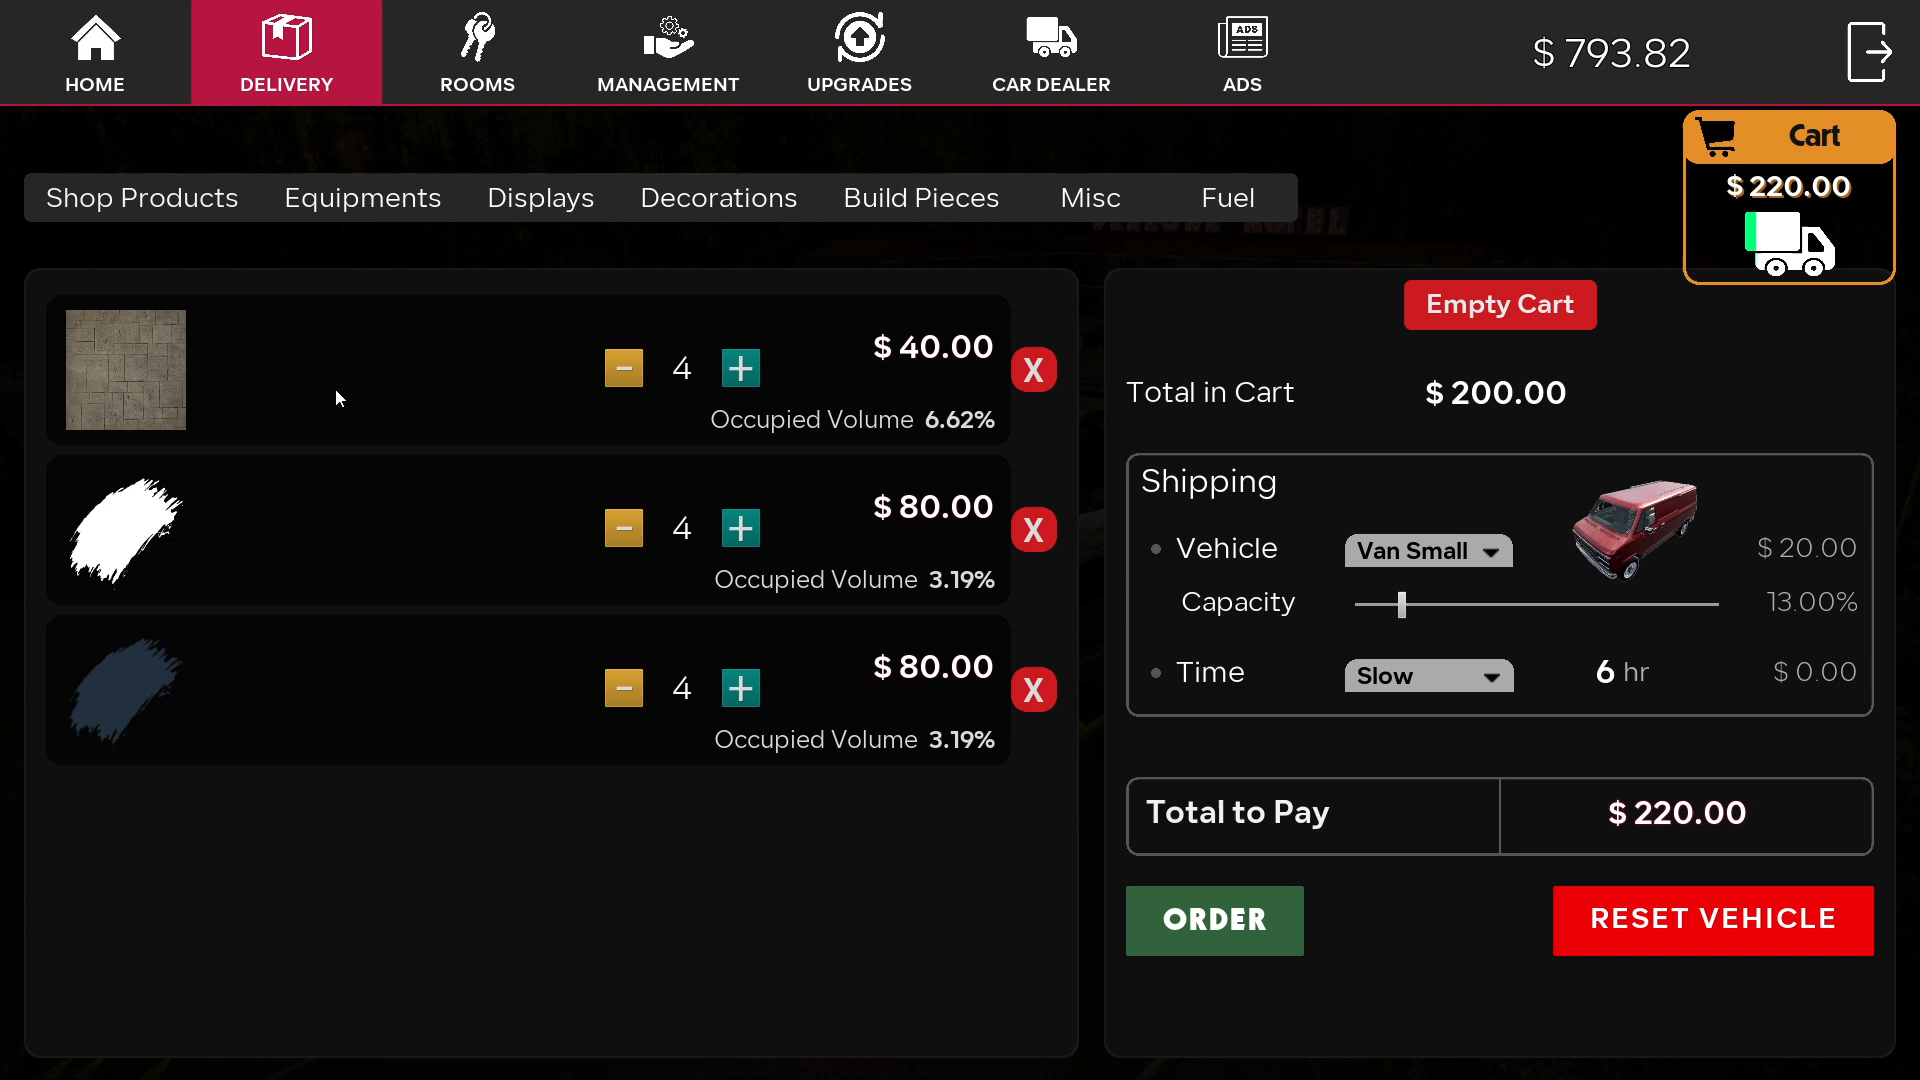 HOME
DELIVERY
ROOMS
MANAGEMENT
UPGRADES
CAR DEALER
ADS
ADS
$ 793.82
Cart
$ 220.00
Shop Products
Equipments
Displays
Decorations
Build Pieces
Misc
Fuel
- 4 +
$ 40.00
X
Occupied Volume 6.62%
- 4 +
$ 80.00
X
Occupied Volume 3.19%
- 4 +
$ 80.00
X
Occupied Volume 3.19%
Empty Cart
Total in Cart $ 200.00
Shipping
Vehicle Van Small $ 20.00
Capacity 13.00%
Time Slow 6 hr $ 0.00
Total to Pay $ 220.00
ORDER
RESET VEHICLE